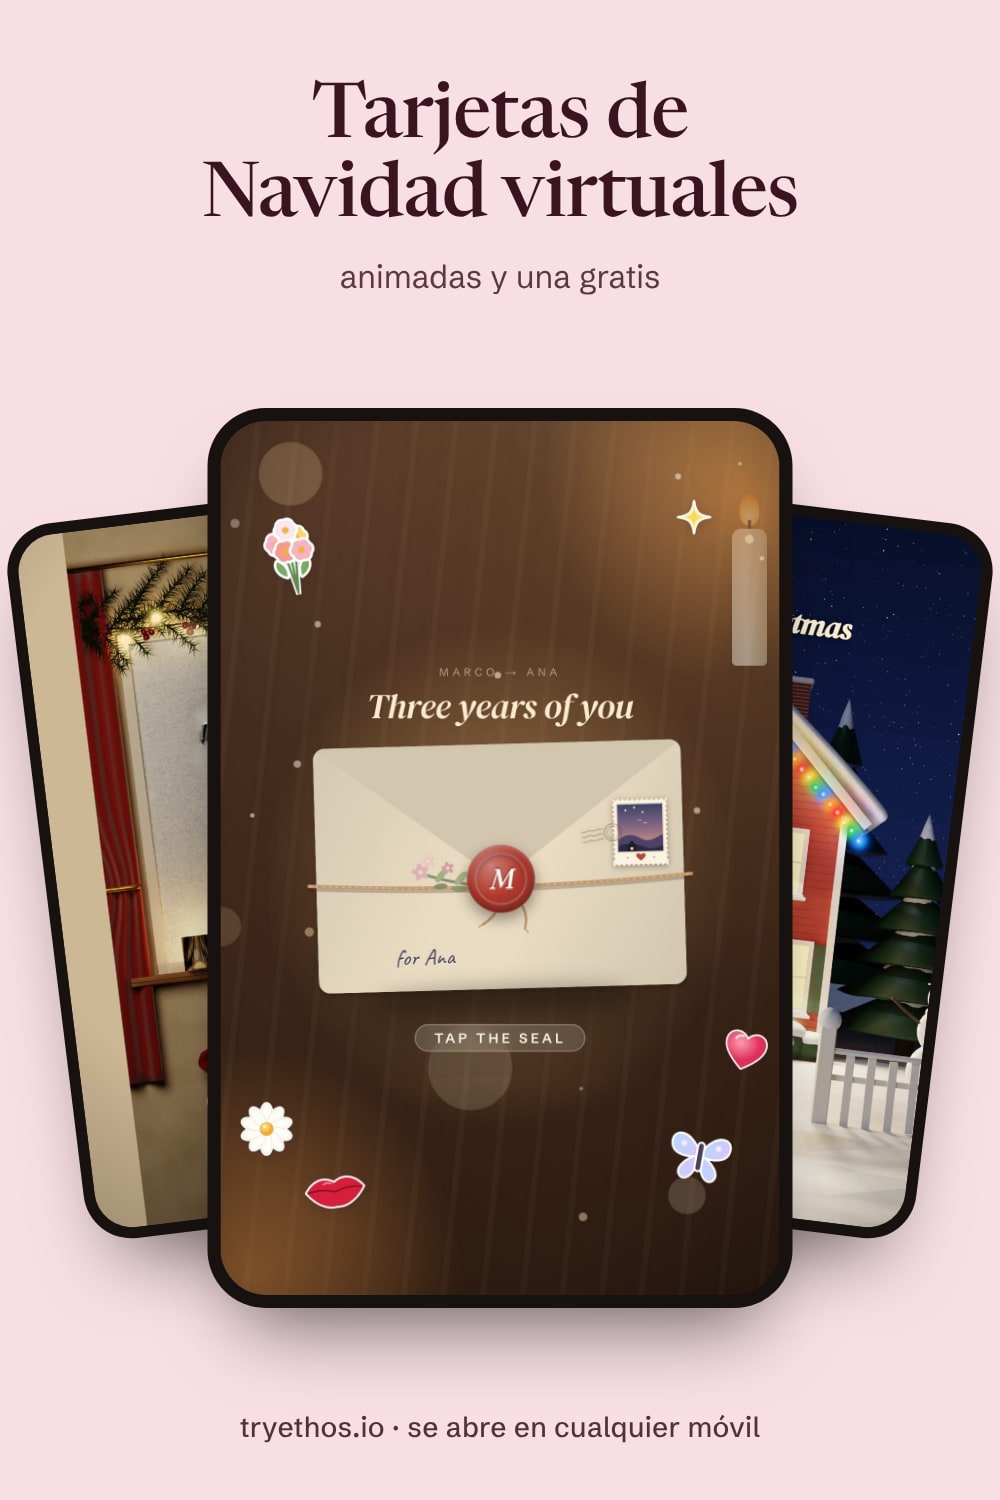 Tarjetas de
Navidad virtuales
animadas y una gratis
tmas
MARCO → ANA
Three years of you
M
for Ana
TAP THE SEAL
tryethos.io · se abre en cualquier móvil